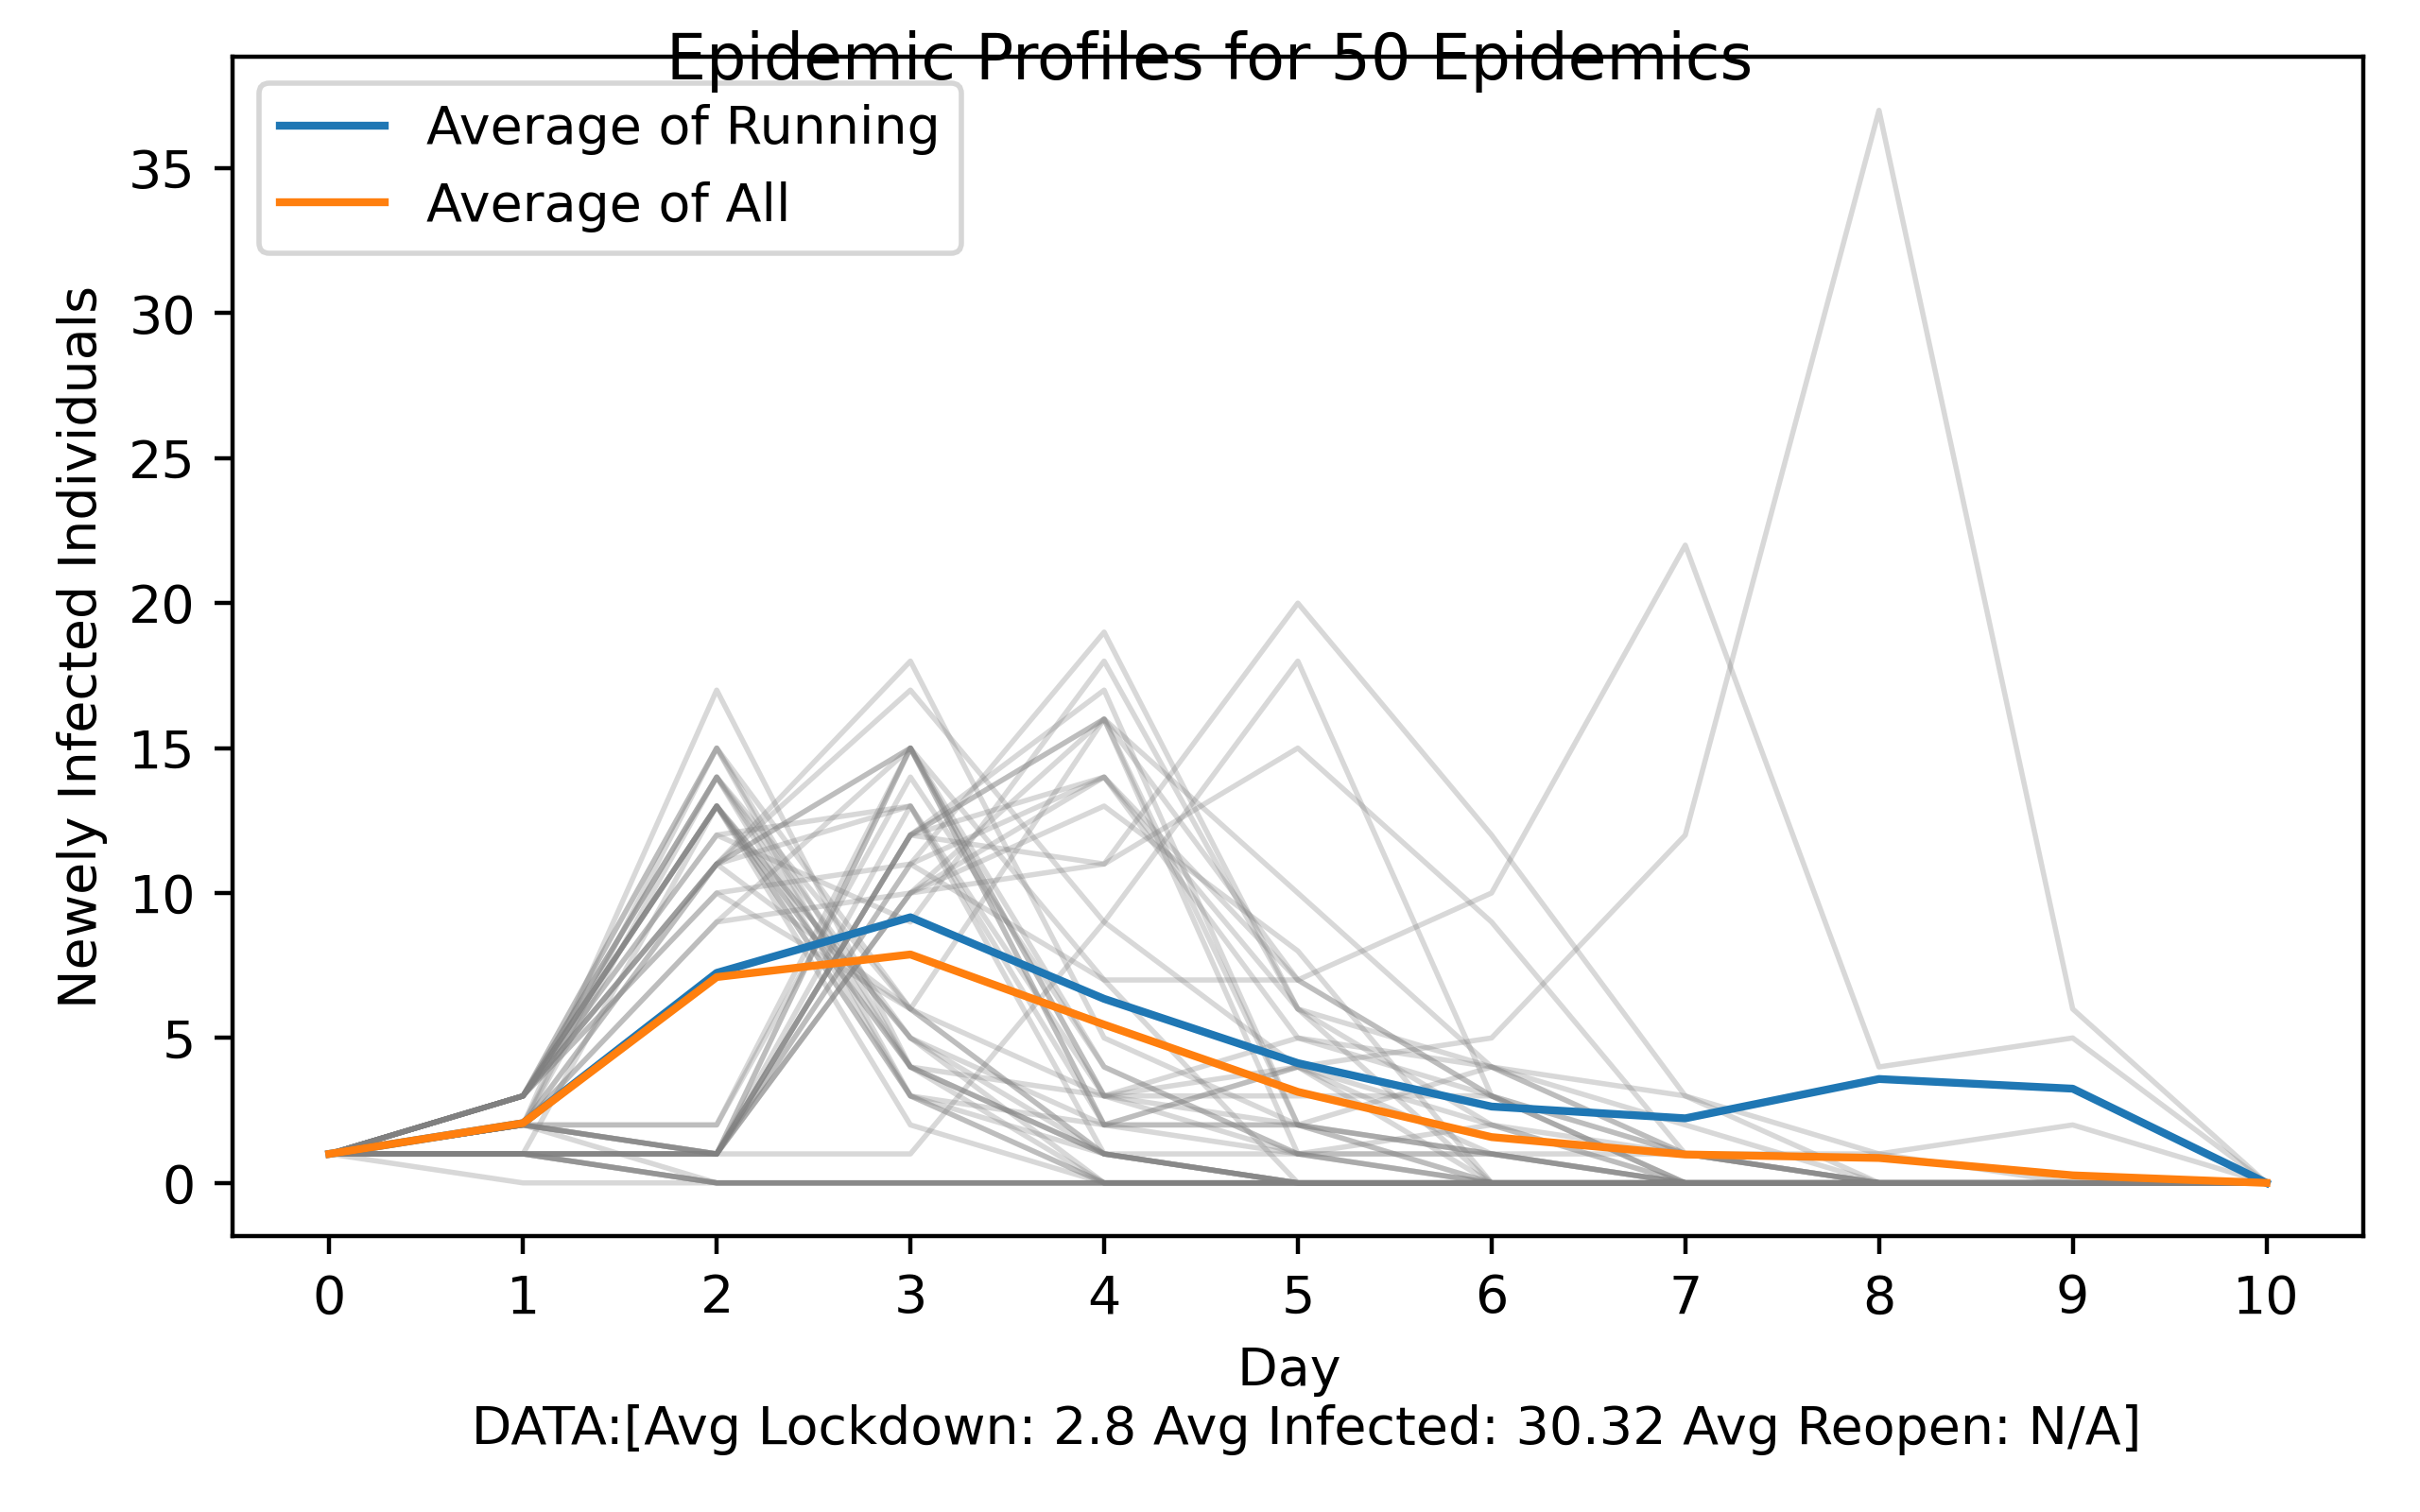 Epidemic Profiles for 50 Epidemics
Average of Running
Average of All
Newely Infected Individuals
35
30
25
20
15
10
5
0
0 1 2 3 4 5 6 7 8 9 10
Day
DATA:[Avg Lockdown: 2.8 Avg Infected: 30.32 Avg Reopen: N/A]